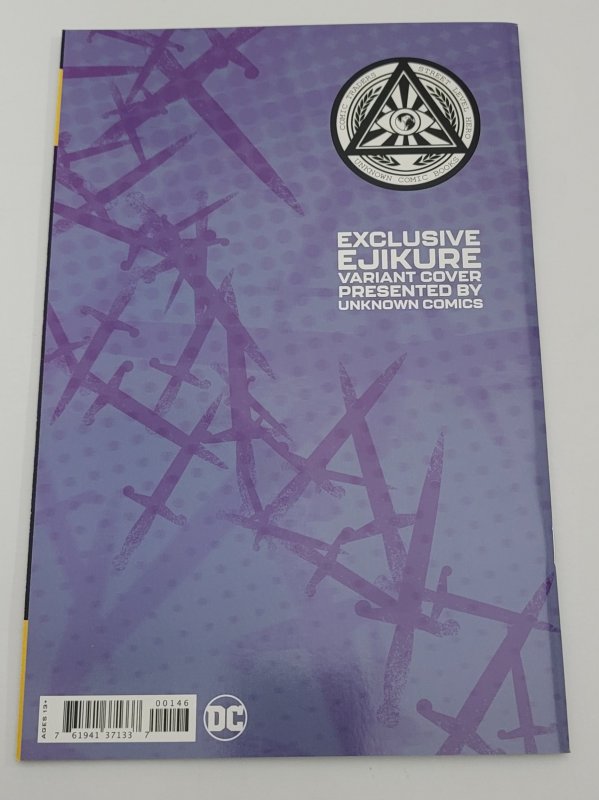 COMIC TRADERS
STREET LEVEL HERO
UNKNOWN COMIC BOOKS
EXCLUSIVE
EJIKURE
VARIANT COVER
PRESENTED BY
UNKNOWN COMICS
AGES 13+
00146
7 61941 37133 7
DC